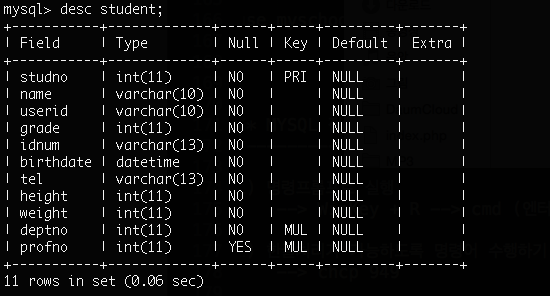 mysql> desc student;
+-----------+-------------+------+-----+---------+-------+
| Field | Type | Null | Key | Default | Extra |
+-----------+-------------+------+-----+---------+-------+
| studno | int(11) | NO | PRI | NULL | |
| name | varchar(10) | NO | | NULL | |
| userid | varchar(10) | NO | | NULL | |
| grade | int(11) | NO | | NULL | |
| idnum | varchar(13) | NO | | NULL | |
| birthdate | datetime | NO | | NULL | |
| tel | varchar(13) | NO | | NULL | |
| height | int(11) | NO | | NULL | |
| weight | int(11) | NO | | NULL | |
| deptno | int(11) | NO | MUL | NULL | |
| profno | int(11) | YES | MUL | NULL | |
+-----------+-------------+------+-----+---------+-------+
11 rows in set (0.06 sec)